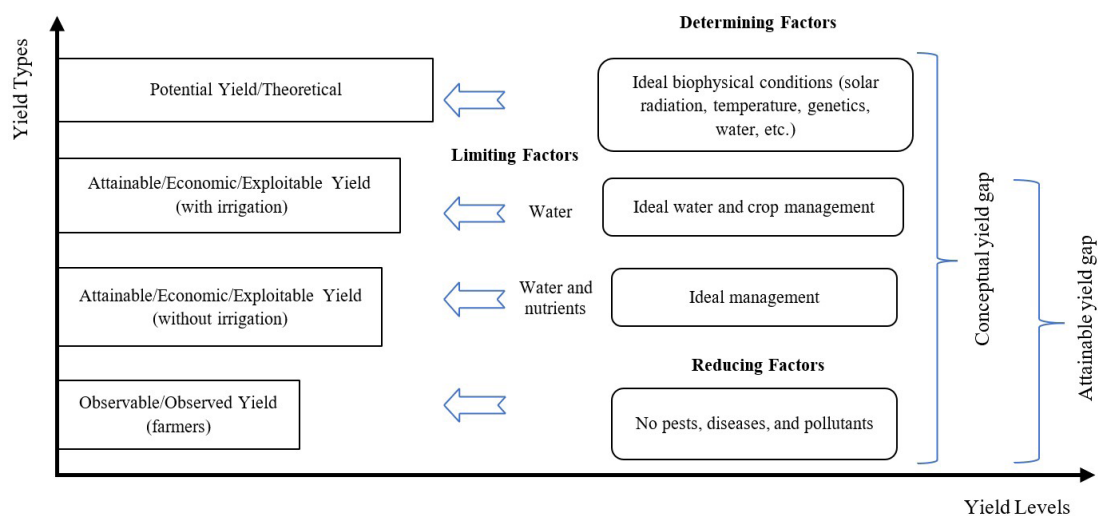 Determining Factors
Yield Types
Potential Yield/Theoretical
Ideal biophysical conditions (solar
radiation, temperature, genetics,
water, etc.)
Limiting Factors
Attainable/Economic/Exploitable Yield
(with irrigation)
Water
Ideal water and crop management
Attainable/Economic/Exploitable Yield
(without irrigation)
Water and
nutrients
Ideal management
Reducing Factors
Observable/Observed Yield
(farmers)
No pests, diseases, and pollutants
Conceptual yield gap
Attainable yield gap
Yield Levels